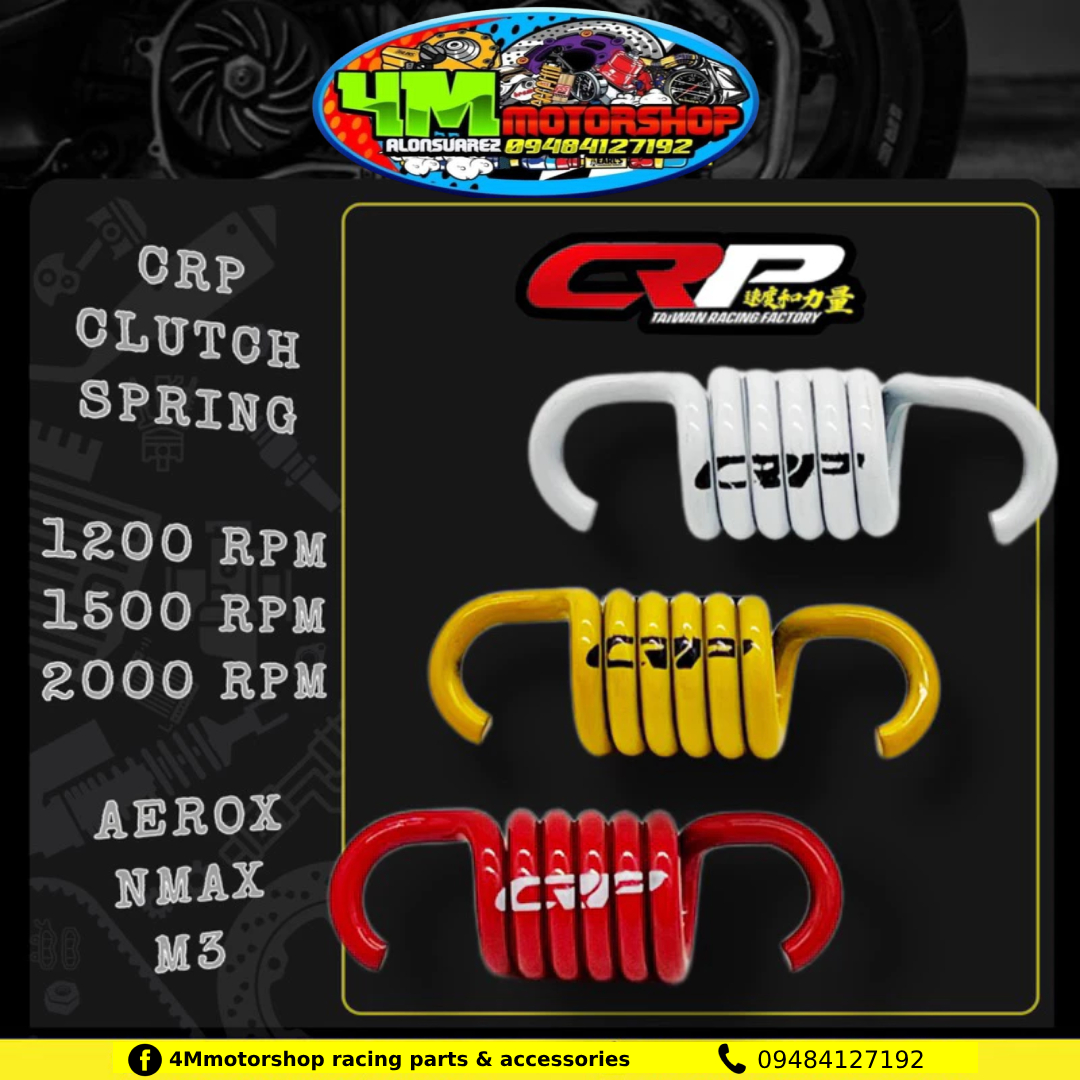 4M MOTORSHOP
ALONSUAREZ 09484127192
CRP
CLUTCH
SPRING
1200 RPM
1500 RPM
2000 RPM
AEROX
NMAX
M3
CRP
速度和力量
TAIWAN RACING FACTORY
CRP
CRP
CRP
4Mmotorshop racing parts & accessories
09484127192